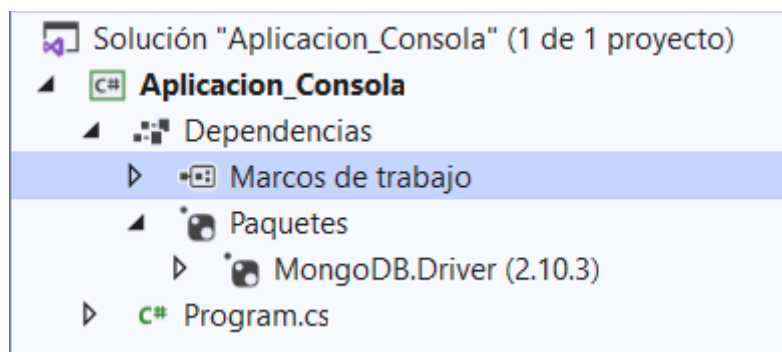 Solución "Aplicacion_Consola" (1 de 1 proyecto)
C# Aplicacion_Consola
Dependencias
Marcos de trabajo
Paquetes
MongoDB.Driver (2.10.3)
C# Program.cs